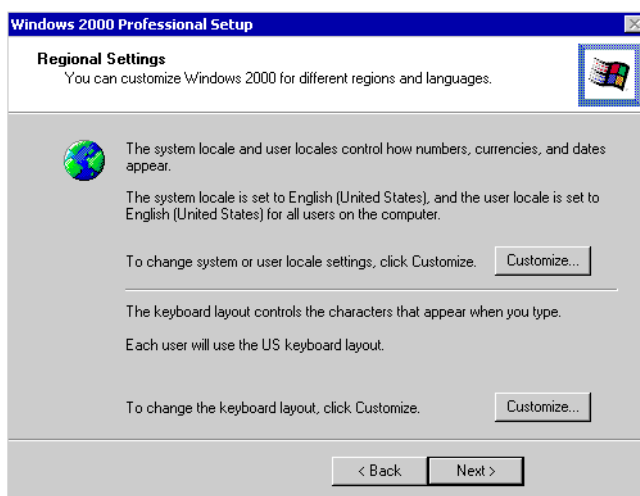 Windows 2000 Professional Setup
Regional Settings
You can customize Windows 2000 for different regions and languages.
The system locale and user locales control how numbers, currencies, and dates
appear.
The system locale is set to English (United States), and the user locale is set to
English (United States) for all users on the computer.
To change system or user locale settings, click Customize.
Customize...
The keyboard layout controls the characters that appear when you type.
Each user will use the US keyboard layout.
To change the keyboard layout, click Customize.
Customize...
< Back
Next >